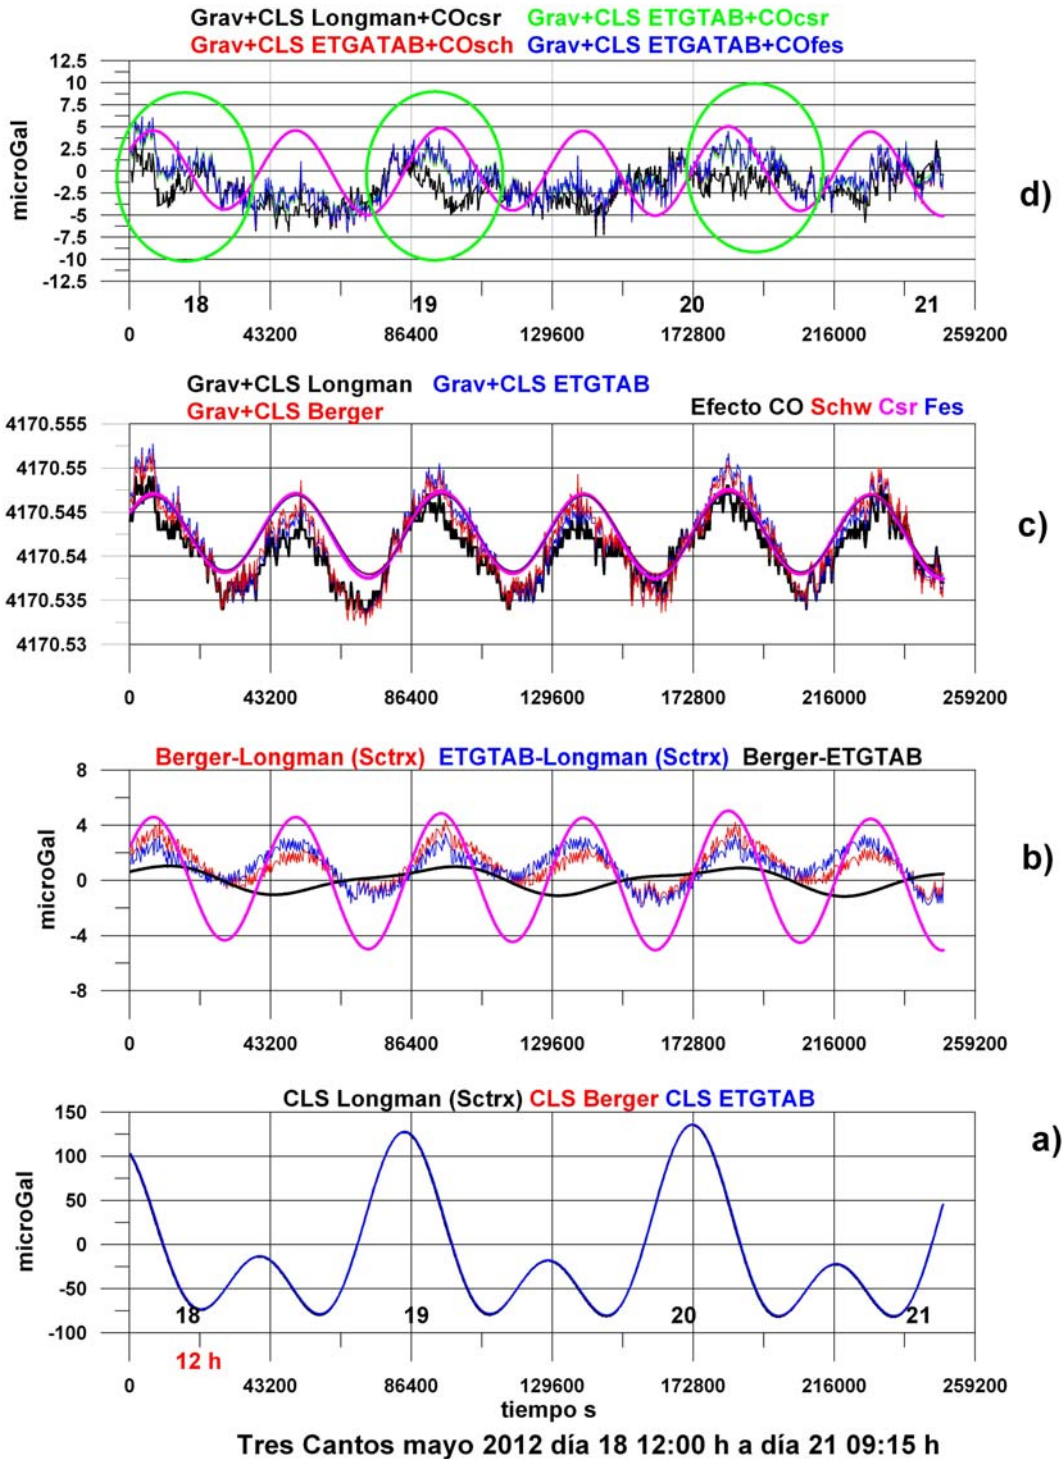 Grav+CLS Longman+COcsr Grav+CLS ETGTAB+COcsr
Grav+CLS ETGATAB+COsch Grav+CLS ETGATAB+COfes
12.5
10
7.5
5
2.5
0
-2.5
-5
-7.5
-10
-12.5
microGal
d)
18 19 20 21
0 43200 86400 129600 172800 216000 259200
Grav+CLS Longman Grav+CLS ETGTAB
Grav+CLS Berger
Efecto CO Schw Csr Fes
4170.555
4170.55
4170.545
4170.54
4170.535
4170.53
c)
0 43200 86400 129600 172800 216000 259200
Berger-Longman (Sctrx) ETGTAB-Longman (Sctrx) Berger-ETGTAB
8
4
0
-4
-8
microGal
b)
0 43200 86400 129600 172800 216000 259200
CLS Longman (Sctrx) CLS Berger CLS ETGTAB
150
100
50
0
-50
-100
microGal
a)
18 19 20 21
12 h
0 43200 86400 129600 172800 216000 259200
tiempo s
Tres Cantos mayo 2012 día 18 12:00 h a día 21 09:15 h